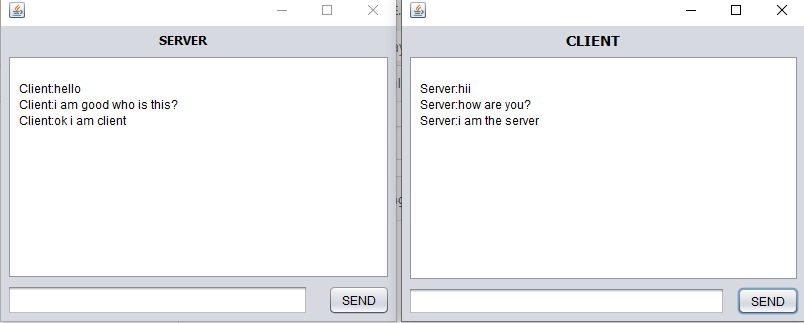 SERVER
Client:hello
Client:i am good who is this?
Client:ok i am client
SEND
CLIENT
Server:hii
Server:how are you?
Server:i am the server
SEND